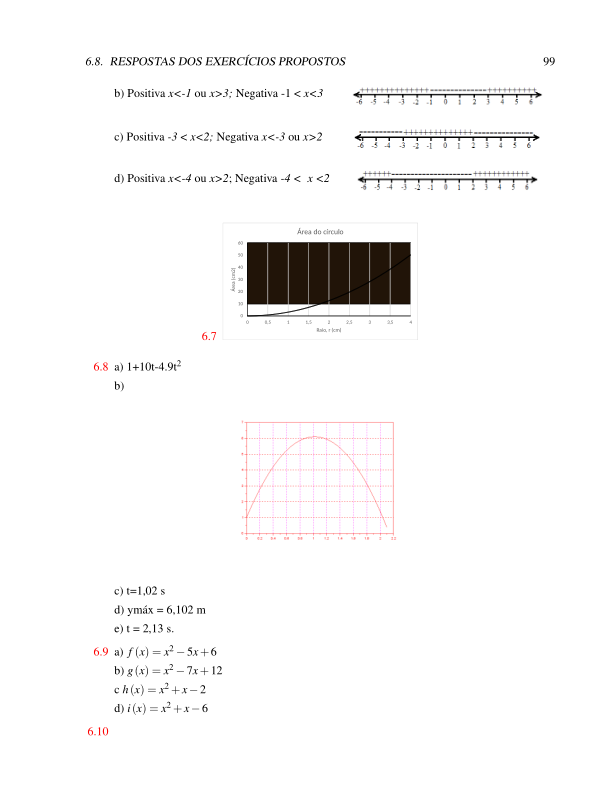 6.8. RESPOSTAS DOS EXERCÍCIOS PROPOSTOS 99
b) Positiva x<-1 ou x>3; Negativa -1 < x<3
-6 -5 -4 -3 -2 -1 0 1 2 3 4 5 6
c) Positiva -3 < x<2; Negativa x<-3 ou x>2
-6 -5 -4 -3 -2 -1 0 1 2 3 4 5 6
d) Positiva x<-4 ou x>2; Negativa -4 < x <2
-6 -5 -4 -3 -2 -1 0 1 2 3 4 5 6
Área do círculo
Área (cm2)
60
50
40
30
20
10
0
0 0,5 1 1,5 2 2,5 3 2,5 4
Raio, r (cm)
6.7
6.8 a) 1+10t-4.9t²
b)
7
6
5
4
3
2
1
0
0 0.2 0.4 0.6 0.8 1 1.2 1.4 1.6 1.8 2 2.2
c) t=1,02 s
d) ymáx = 6,102 m
e) t = 2,13 s.
6.9 a) f (x) = x² − 5x + 6
b) g (x) = x² − 7x + 12
c h (x) = x² + x − 2
d) i (x) = x² + x − 6
6.10